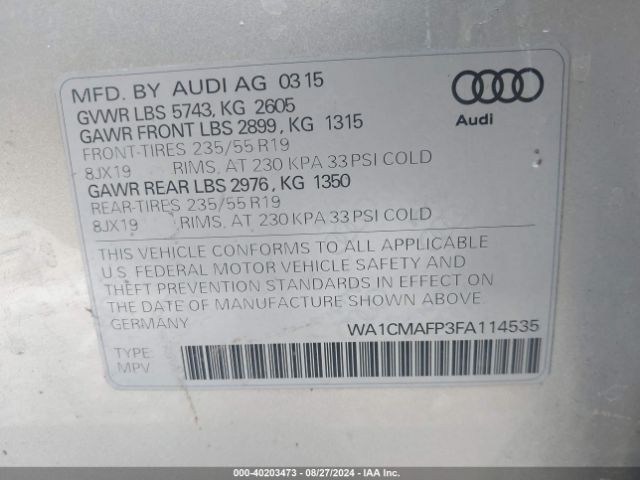 MFD. BY AUDI AG 03 15
GVWR LBS 5743, KG 2605
GAWR FRONT LBS 2899, KG 1315
FRONT-TIRES 235/55 R19
8JX19 RIMS, AT 230 KPA 33 PSI COLD
GAWR REAR LBS 2976, KG 1350
REAR-TIRES 235/55 R19
8JX19 RIMS, AT 230 KPA 33 PSI COLD
Audi
THIS VEHICLE CONFORMS TO ALL APPLICABLE
U.S. FEDERAL MOTOR VEHICLE SAFETY AND
THEFT PREVENTION STANDARDS IN EFFECT ON
THE DATE OF MANUFACTURE SHOWN ABOVE.
GERMANY WA1CMAFP3FA114535
TYPE:
MPV
000-40203473 - 08/27/2024 - IAAI.COM